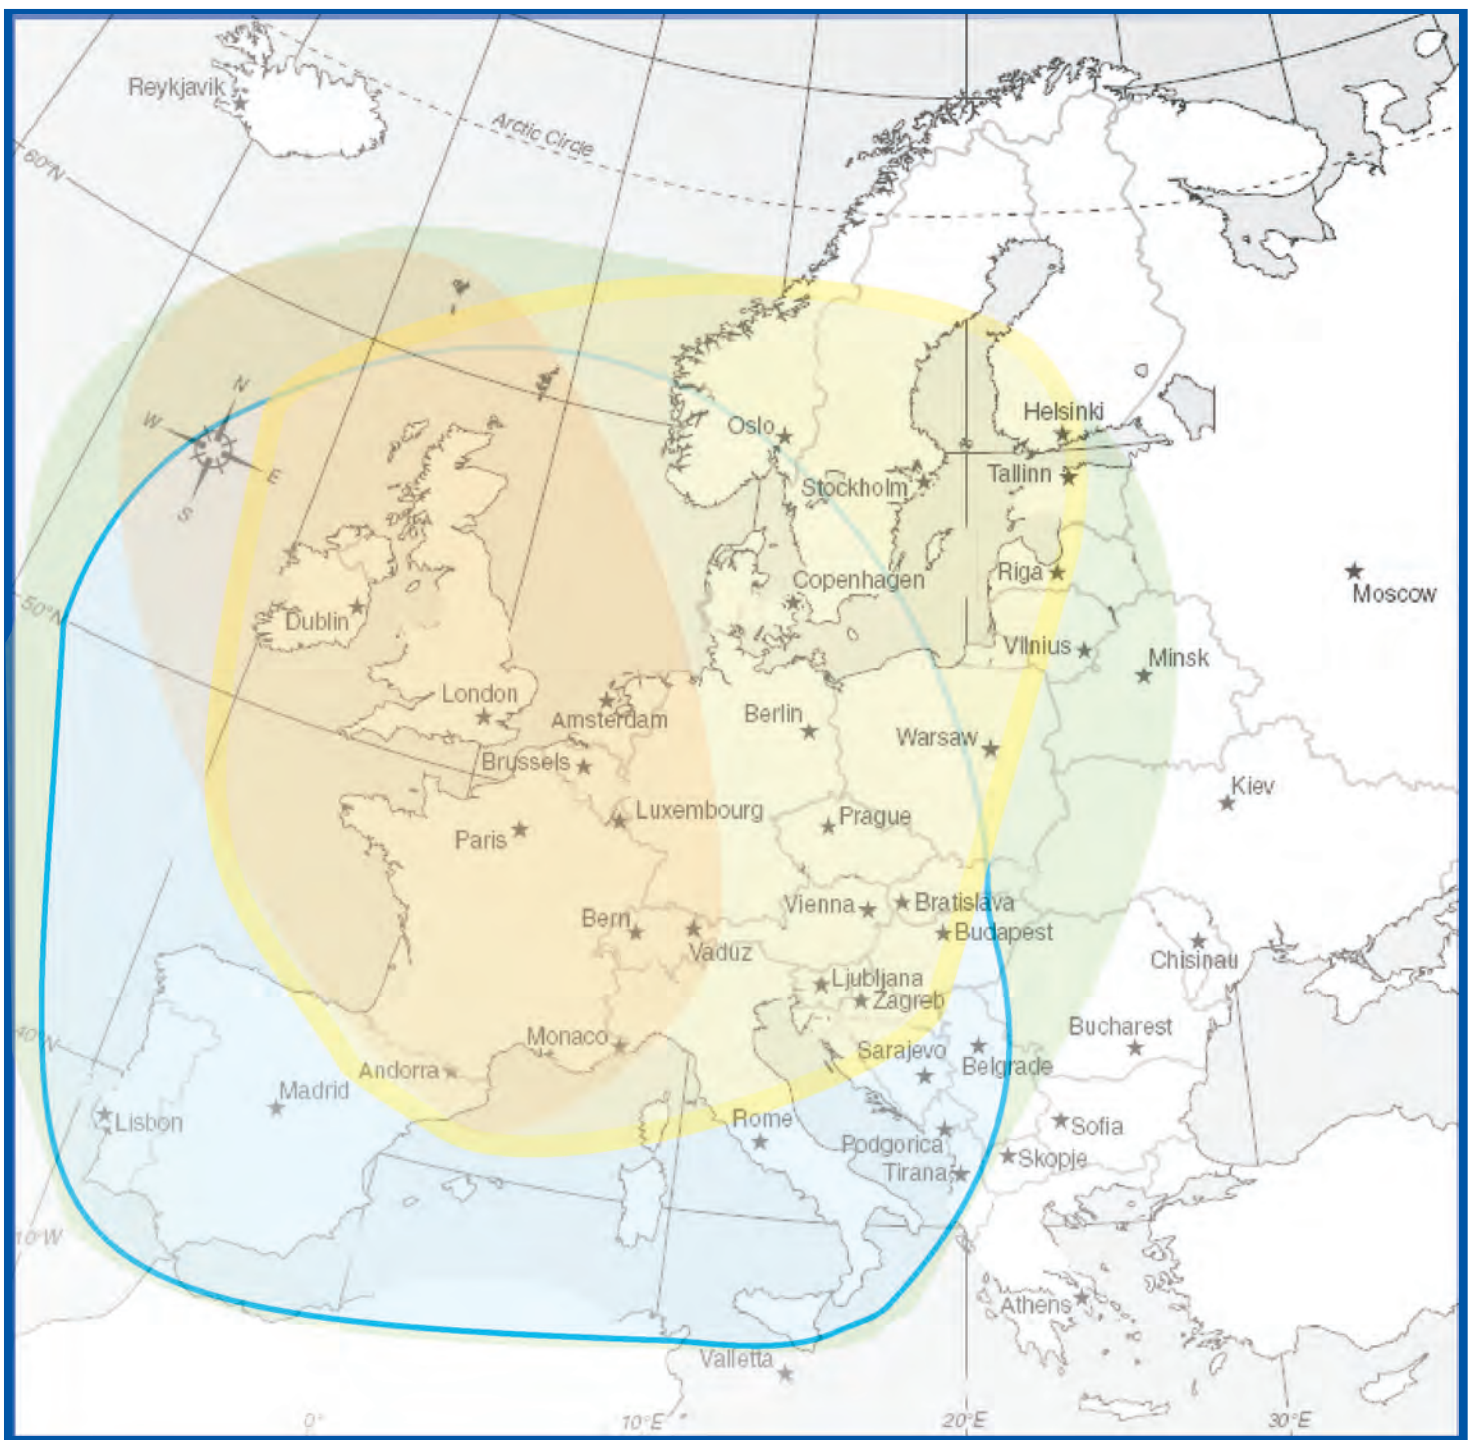 Reykjavik
Arctic Circle
60°N
N
W
E
S
Helsinki
Oslo
Tallinn
Stockholm
Riga
Copenhagen
Moscow
50°N
Dublin
Vilnius
Minsk
London
Amsterdam
Berlin
Warsaw
Brussels
Kiev
Luxembourg
Prague
Paris
Vienna
Bratislava
Bern
Budapest
Vaduz
Chisinau
Ljubljana
Zagreb
Bucharest
40°N
Monaco
Sarajevo
Belgrade
Andorra
Madrid
Lisbon
Rome
Sofia
Podgorica
Skopje
Tirana
10°W
Athens
Valletta
0°
10°E
20°E
30°E